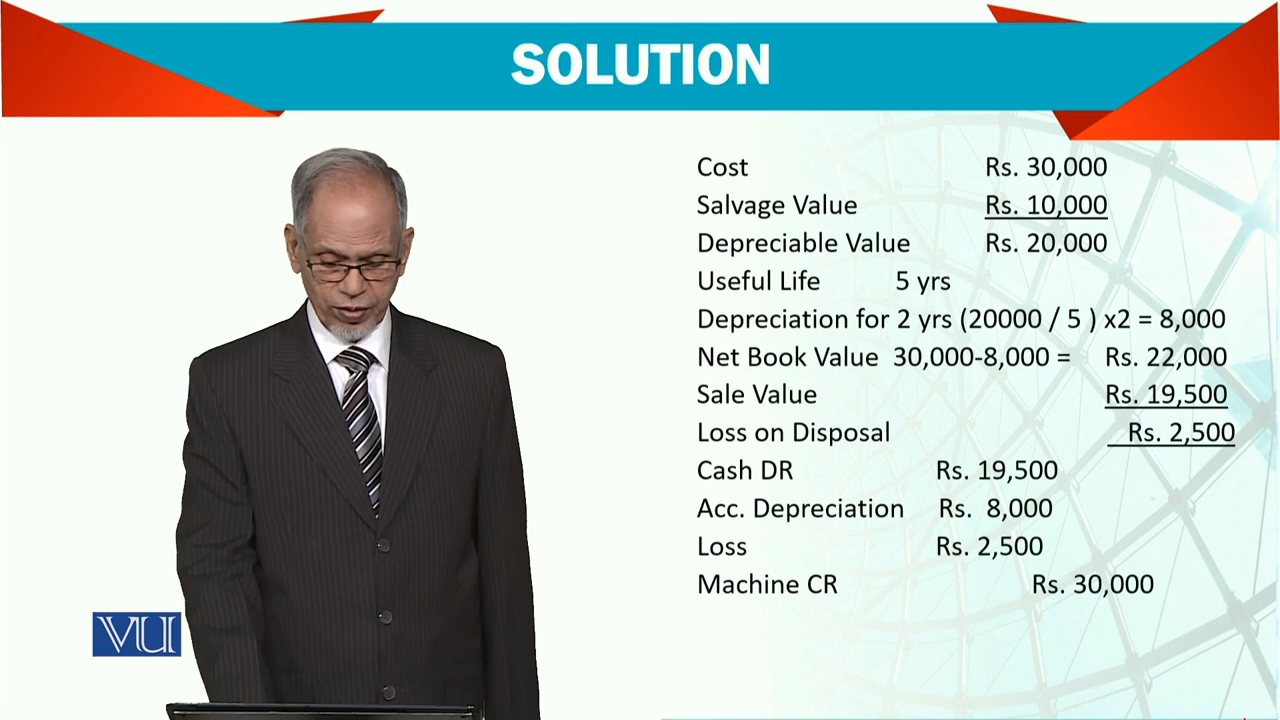 SOLUTION
Cost Rs. 30,000
Salvage Value Rs. 10,000
Depreciable Value Rs. 20,000
Useful Life 5 yrs
Depreciation for 2 yrs (20000 / 5 ) x2 = 8,000
Net Book Value 30,000-8,000 = Rs. 22,000
Sale Value Rs. 19,500
Loss on Disposal Rs. 2,500
Cash DR Rs. 19,500
Acc. Depreciation Rs. 8,000
Loss Rs. 2,500
Machine CR Rs. 30,000
VU